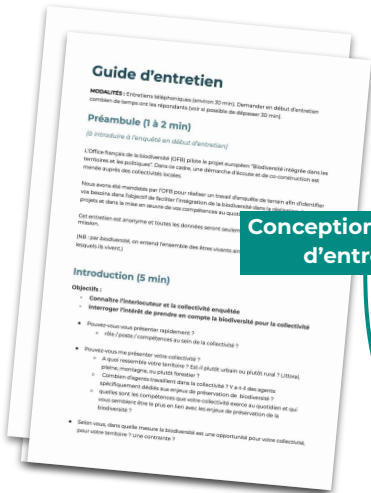 Guide d'entretien
MODALITÉS : Entretiens téléphoniques (environ 30 min). Demander en début d'entretien
combien de temps ont les répondants (voir si possible de dépasser 30 min).
Préambule (1 à 2 min)
(à introduire à l'enquêté en début d'entretien)
L'Office français de la biodiversité (OFB) pilote le projet européen "Biodiversité intégrée dans les
territoires et les politiques". Dans ce cadre, une démarche d'écoute et de co-construction est
menée auprès des collectivités locales.
Nous avons été mandatés par l'OFB pour réaliser un travail d'enquête de terrain afin d'identifier
vos besoins dans l'objectif de faciliter l'intégration de la biodiversité dans la
projets et dans la mise en œuvre de vos compétences au
Cet entretien est anonyme et toutes les données seront
mission.
(NB : par biodiversité, on entend l'ensemble des êtres vivants
lesquels ils vivent.)
Conception
d'entre
Introduction (5 min)
Objectifs :
- Connaître l'interlocuteur et la collectivité enquêtée
- Interroger l'intérêt de prendre en compte la biodiversité pour la collectivité
● Pouvez-vous vous présenter rapidement ?
○ rôle / poste / compétences au sein de la collectivité ?
● Pouvez-vous me présenter votre collectivité ?
○ A quoi ressemble votre territoire ? Est-il plutôt urbain ou plutôt rural ? Littoral,
plaine, montagne, ou plutôt forestier ?
○ Combien d'agents travaillent dans la collectivité ? Y a-t-il des agents
spécifiquement dédiés aux enjeux de préservation de biodiversité ?
○ quelles sont les compétences que votre collectivité exerce au quotidien et qui
vous semblent être le plus en lien avec les enjeux de préservation de la
biodiversité ?
● Selon vous, dans quelle mesure la biodiversité est une opportunité pour votre collectivité,
pour votre territoire ? Une contrainte ?